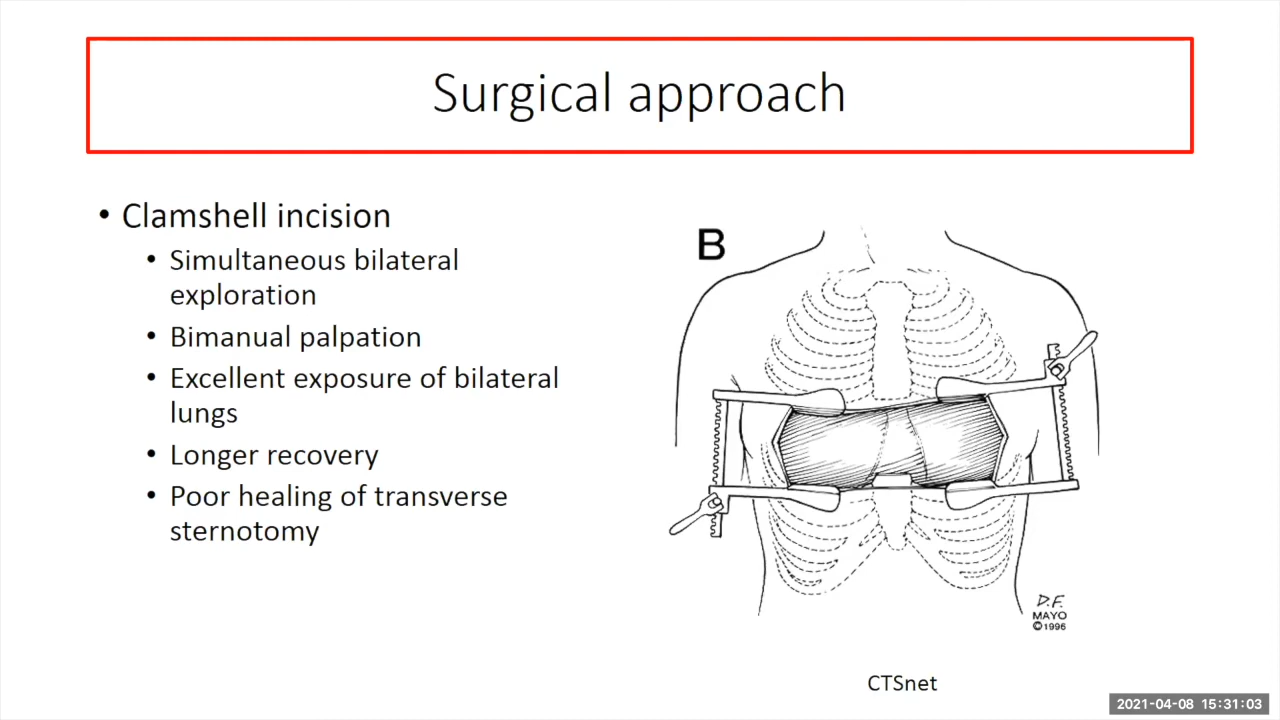 Surgical approach
• Clamshell incision
• Simultaneous bilateral
exploration
• Bimanual palpation
• Excellent exposure of bilateral
lungs
• Longer recovery
• Poor healing of transverse
sternotomy
B
D.F.
MAYO
©1996
CTSnet
2021-04-08 15:31:03